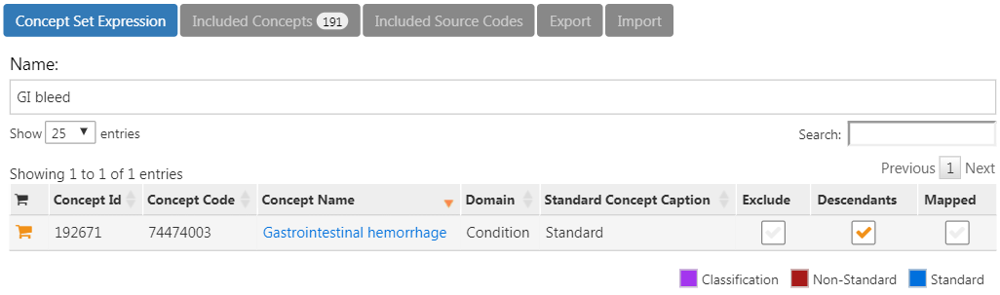 Concept Set Expression Included Concepts 191 Included Source Codes Export Import
Name:
GI bleed
Show 25 entries Search:
Showing 1 to 1 of 1 entries Previous 1 Next
Concept Id Concept Code Concept Name Domain Standard Concept Caption Exclude Descendants Mapped
192671 74474003 Gastrointestinal hemorrhage Condition Standard
Classification Non-Standard Standard